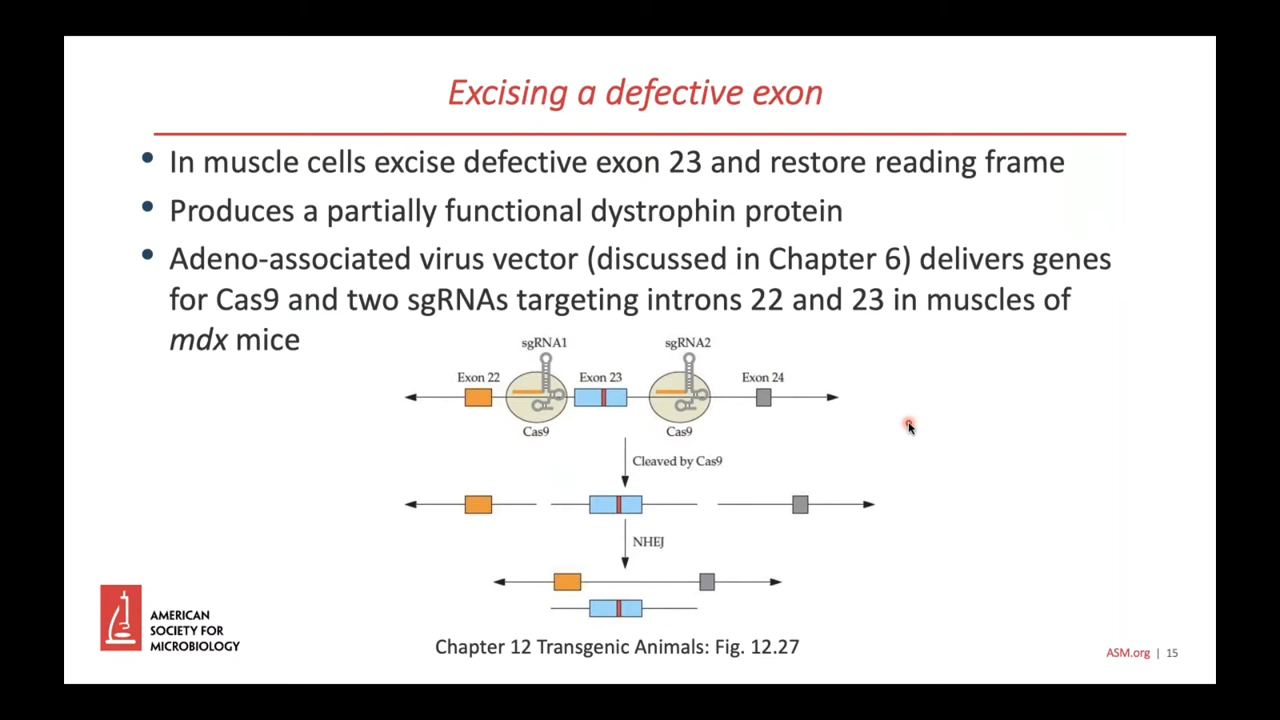 Excising a defective exon
• In muscle cells excise defective exon 23 and restore reading frame
• Produces a partially functional dystrophin protein
• Adeno-associated virus vector (discussed in Chapter 6) delivers genes
for Cas9 and two sgRNAs targeting introns 22 and 23 in muscles of
mdx mice
sgRNA1 sgRNA2
Exon 22 Exon 23 Exon 24
Cas9 Cas9
Cleaved by Cas9
NHEJ
AMERICAN
SOCIETY FOR
MICROBIOLOGY
Chapter 12 Transgenic Animals: Fig. 12.27
ASM.org | 15